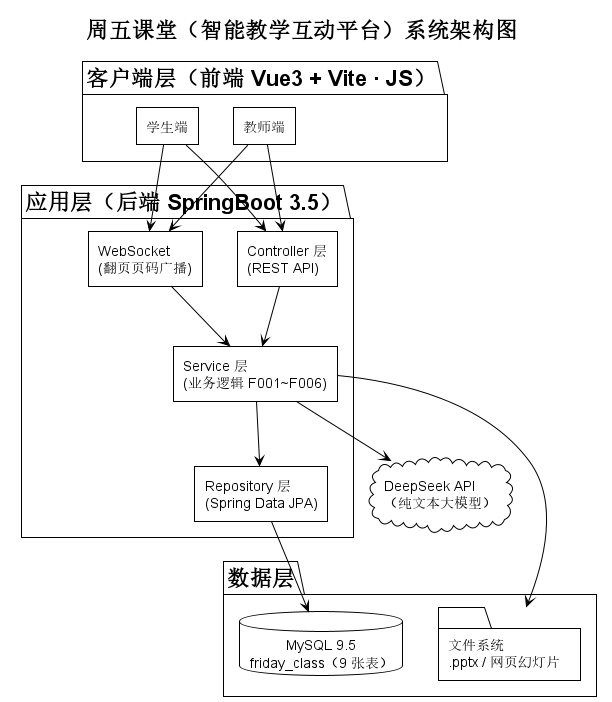 周五课堂（智能教学互动平台）系统架构图
客户端层（前端 Vue3 + Vite · JS）
学生端
教师端
应用层（后端 SpringBoot 3.5）
WebSocket
(翻页页码广播)
Controller 层
(REST API)
Service 层
(业务逻辑 F001~F006)
Repository 层
(Spring Data JPA)
DeepSeek API
（纯文本大模型）
数据层
MySQL 9.5
friday_class（9 张表）
文件系统
.pptx / 网页幻灯片